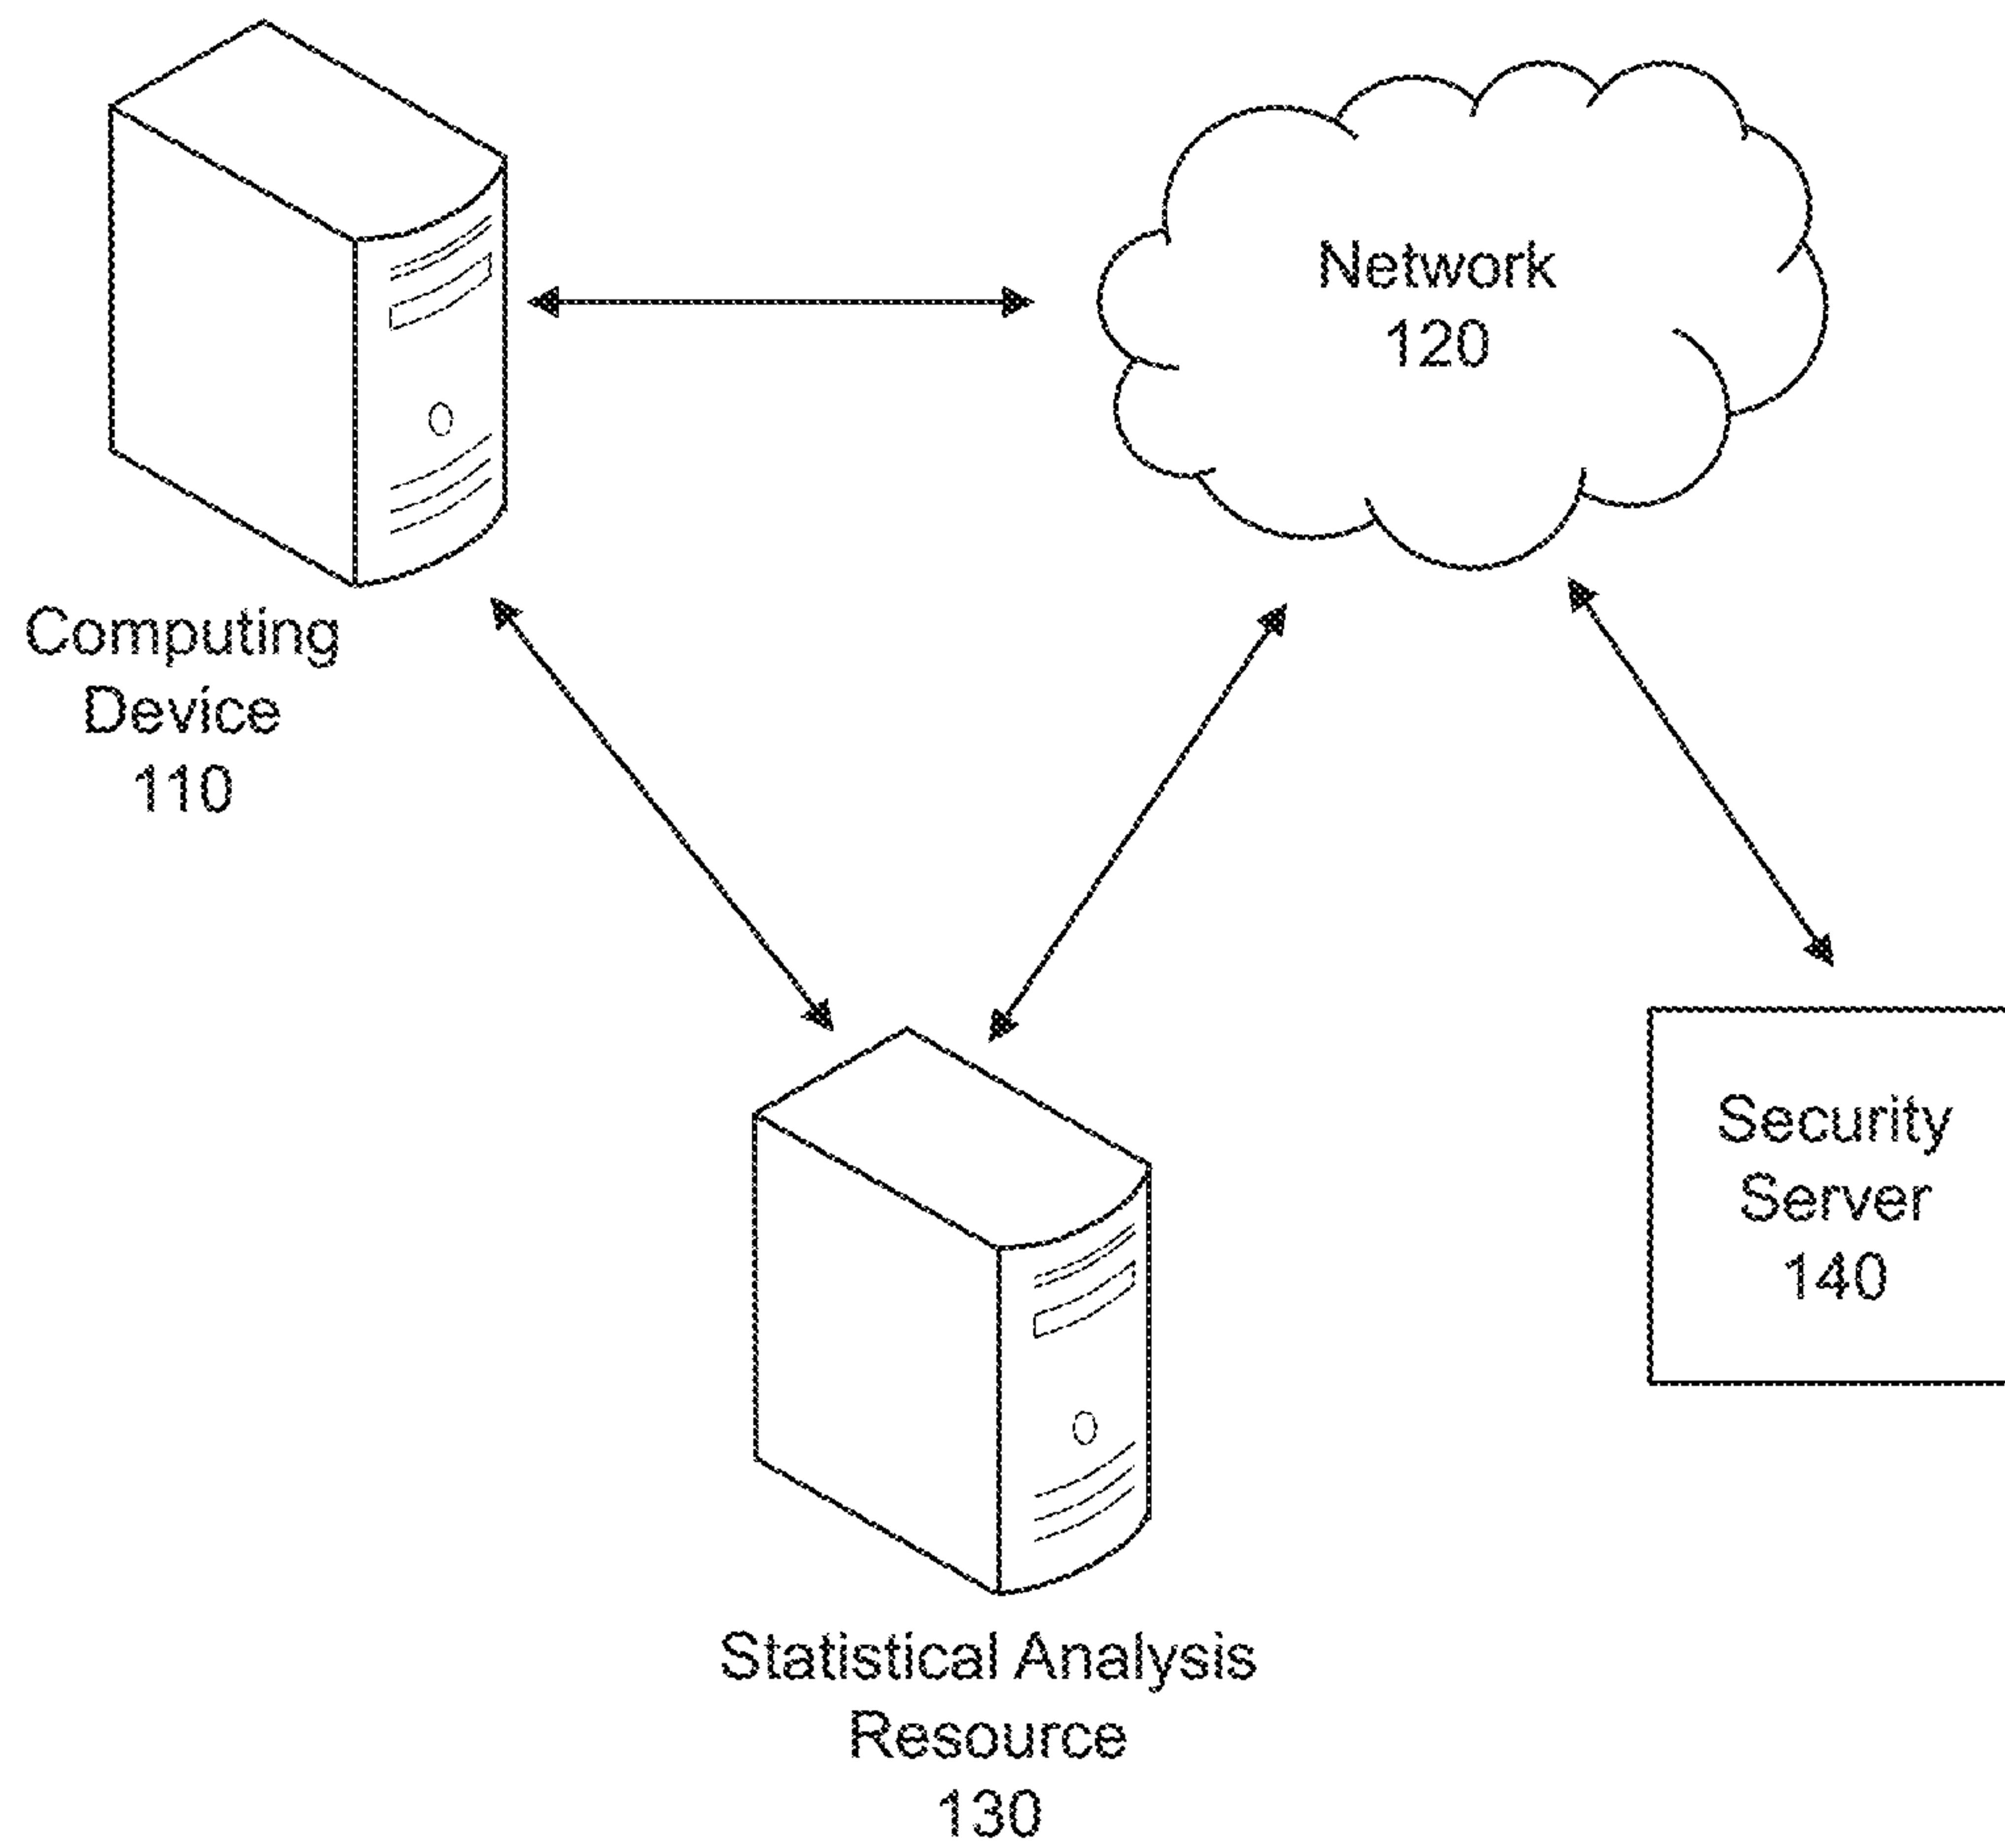 Network
120
Computing
Device
110
Security
Server
140
Statistical Analysis
Resource
130